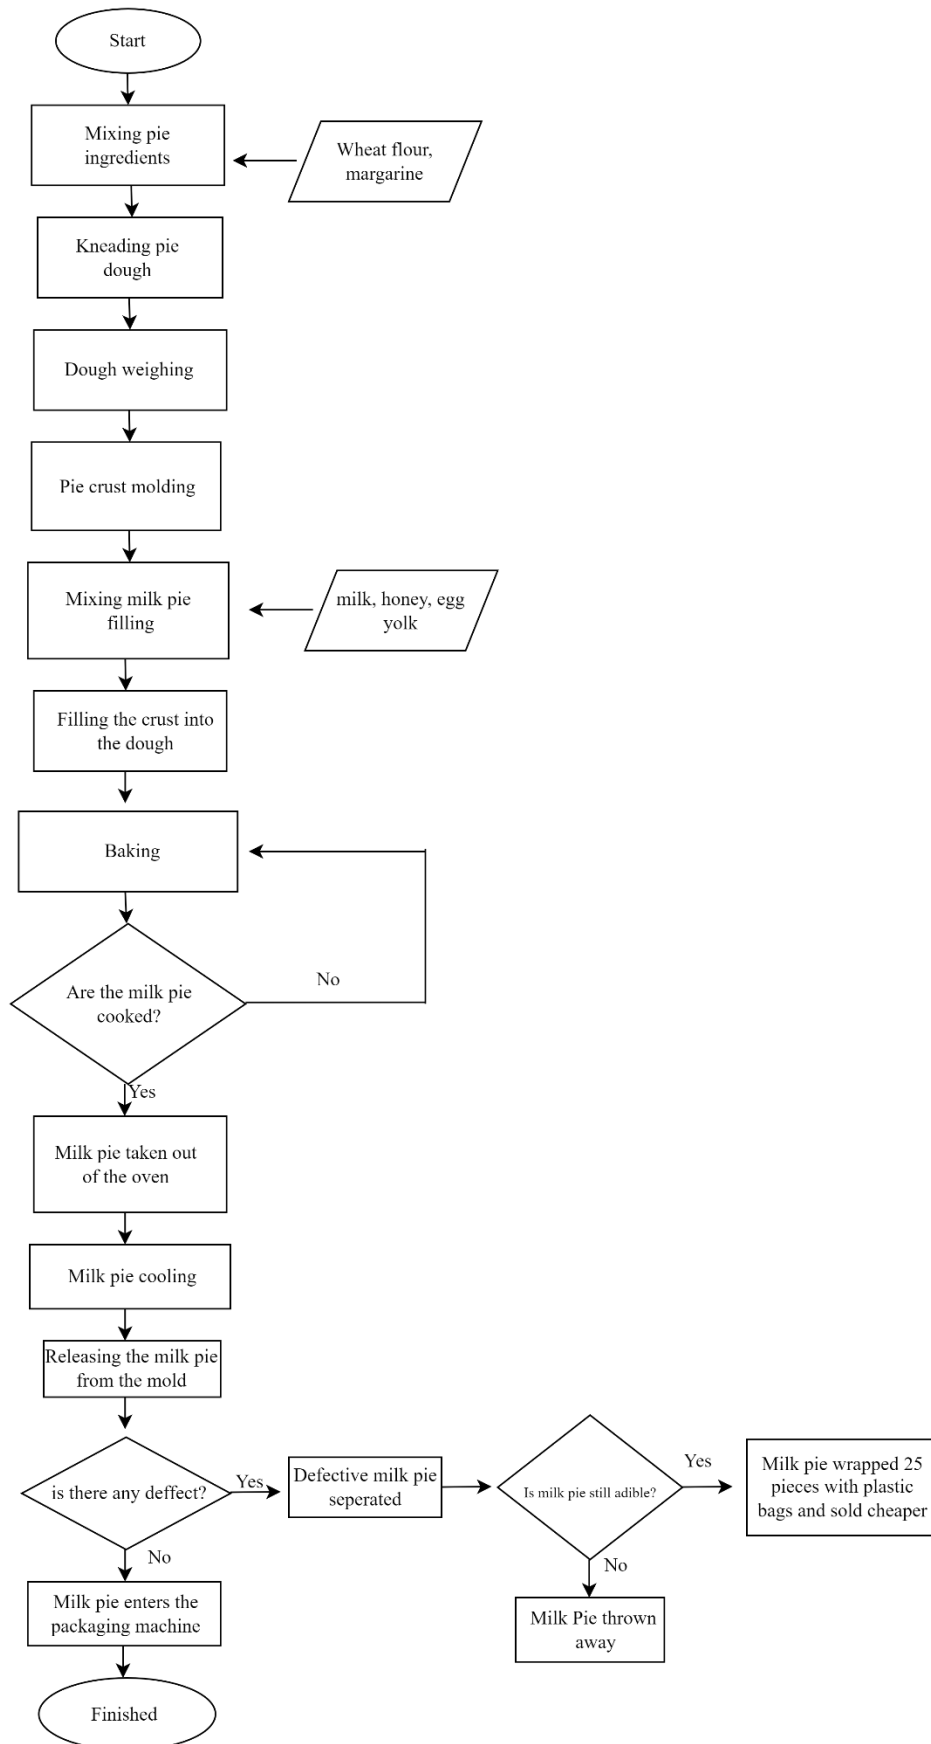 Start
Mixing pie
ingredients
Wheat flour,
margarine
Kneading pie
dough
Dough weighing
Pie crust molding
Mixing milk pie
filling
milk, honey, egg
yolk
Filling the crust into
the dough
Baking
No
Are the milk pie
cooked?
Yes
Milk pie taken out
of the oven
Milk pie cooling
Releasing the milk pie
from the mold
is there any deffect?
Yes
Defective milk pie
seperated
Is milk pie still adible?
Yes
Milk pie wrapped 25
pieces with plastic
bags and sold cheaper
No
Milk Pie thrown
away
No
Milk pie enters the
packaging machine
Finished